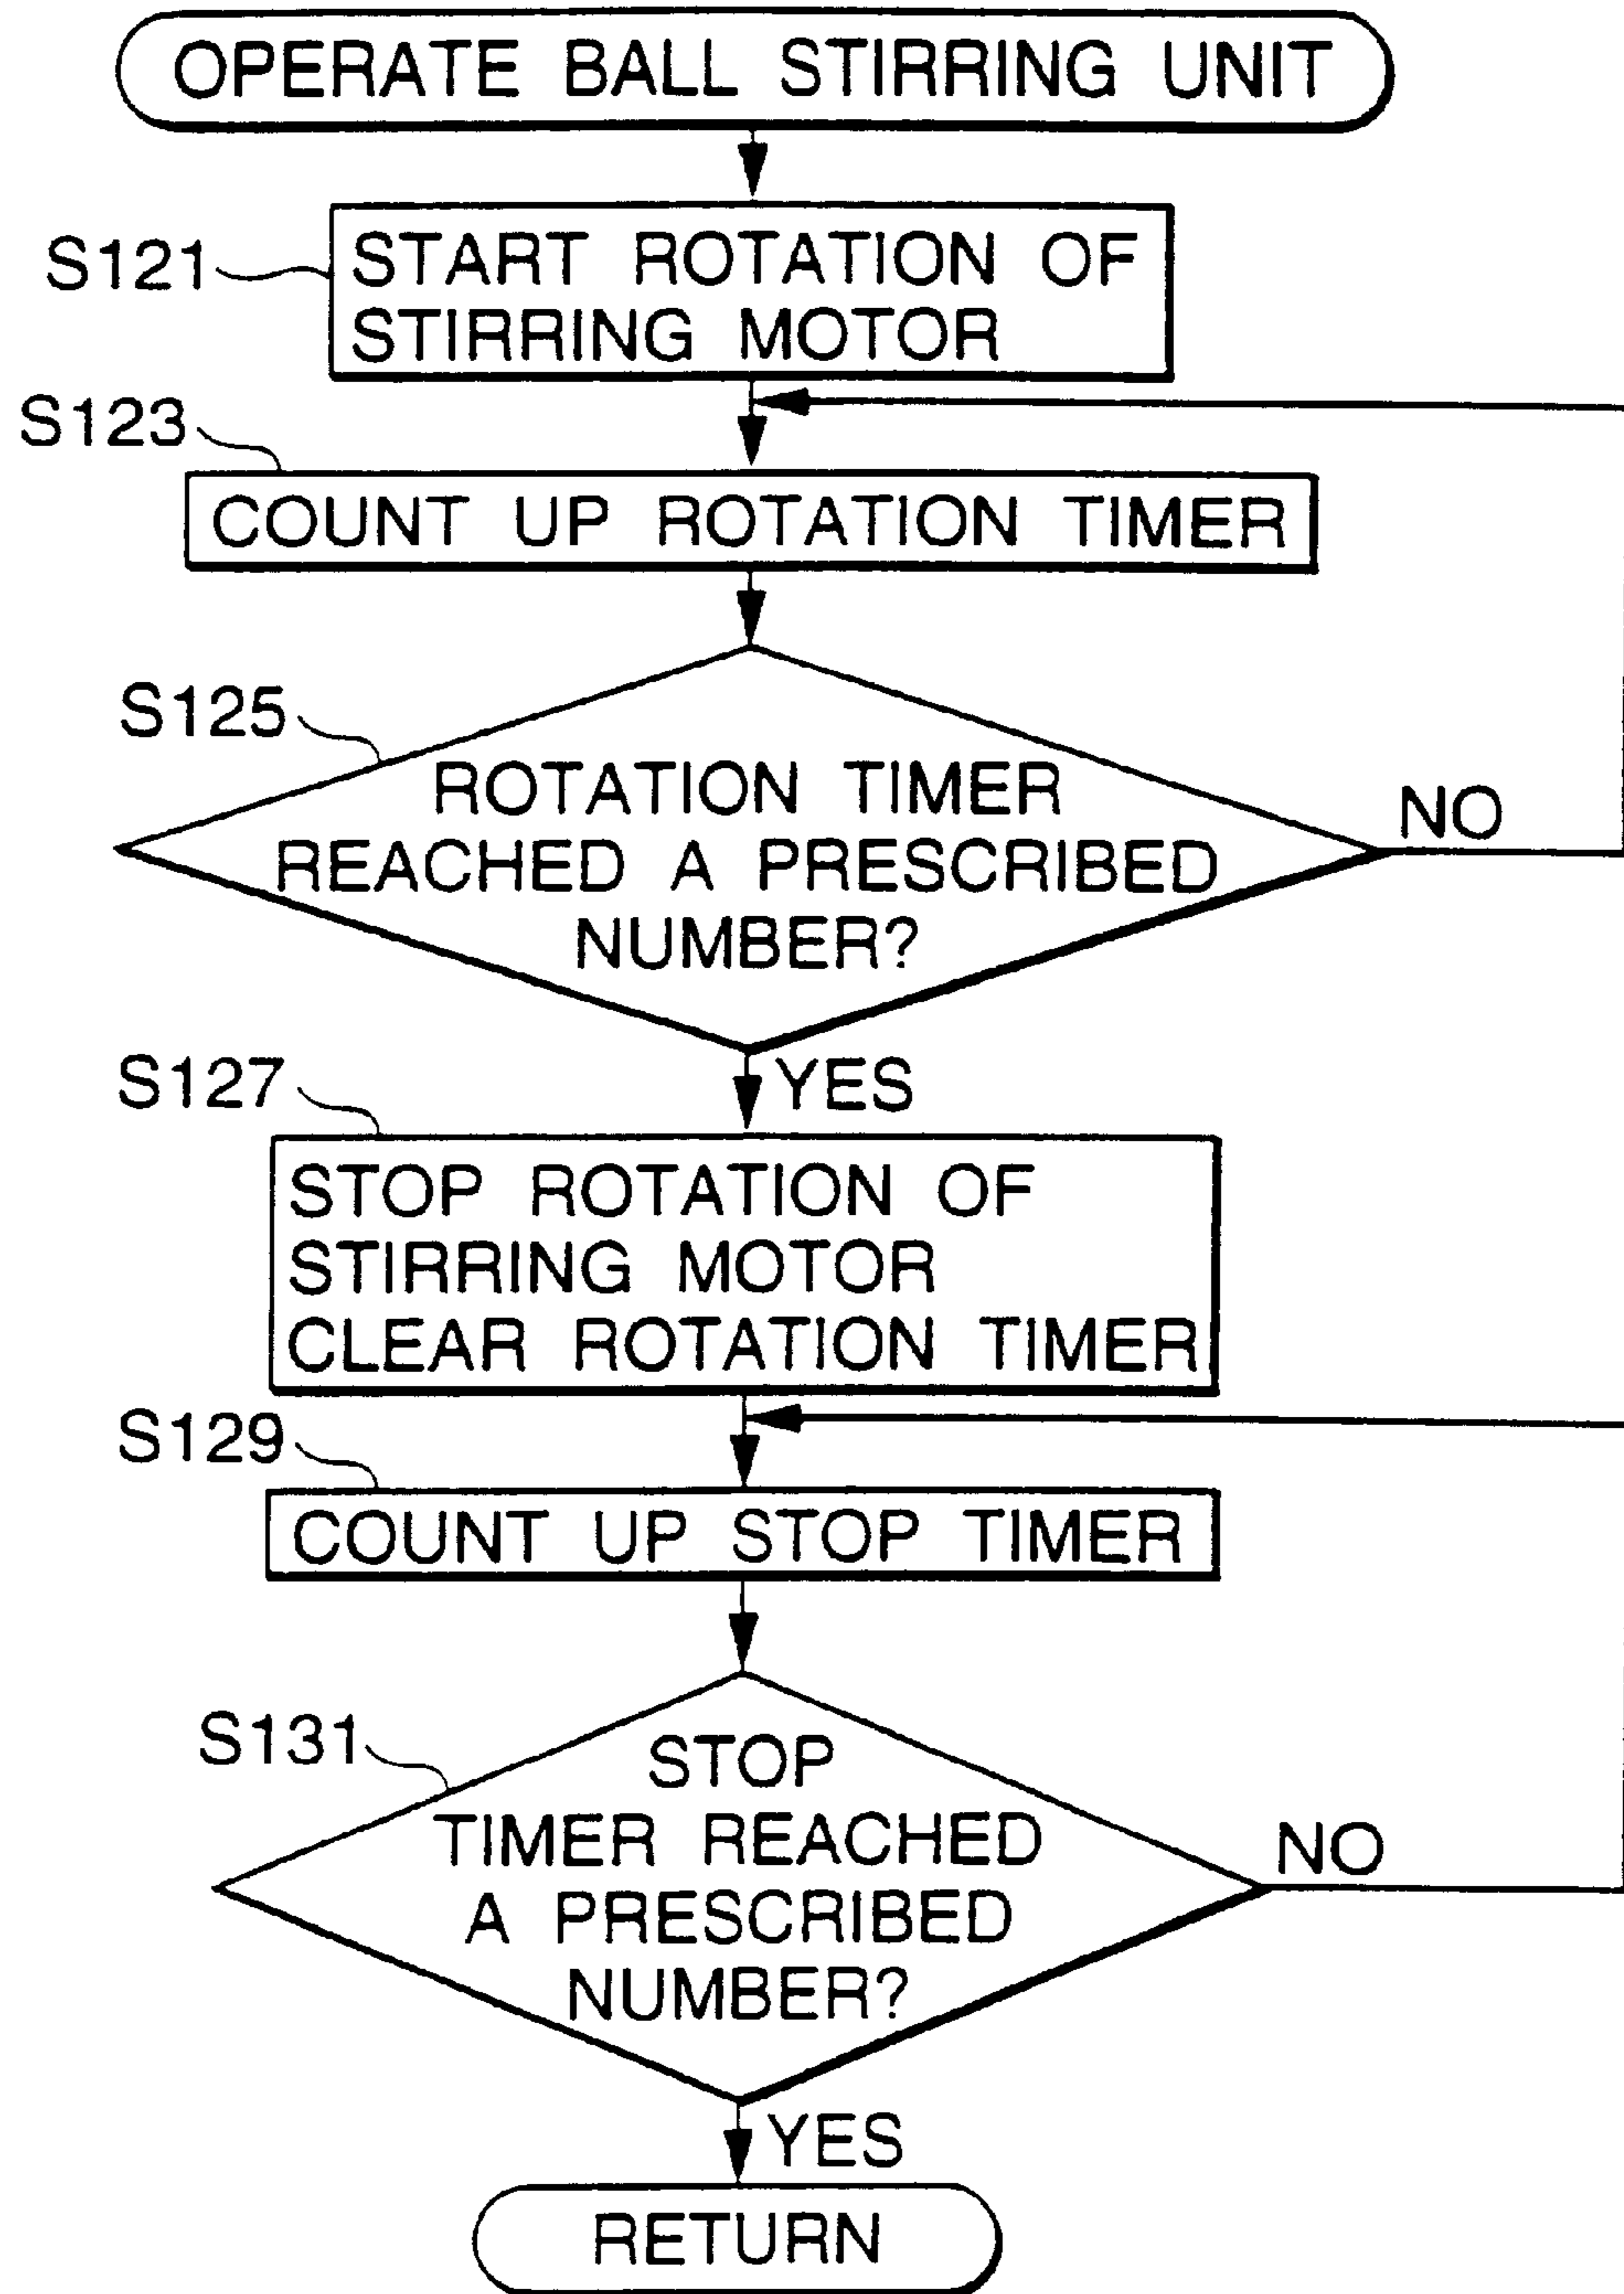 OPERATE BALL STIRRING UNIT
S121
START ROTATION OF
STIRRING MOTOR
S123
COUNT UP ROTATION TIMER
S125
ROTATION TIMER
REACHED A PRESCRIBED
NUMBER?
NO
YES
S127
STOP ROTATION OF
STIRRING MOTOR
CLEAR ROTATION TIMER
S129
COUNT UP STOP TIMER
S131
STOP
TIMER REACHED
A PRESCRIBED
NUMBER?
NO
YES
RETURN